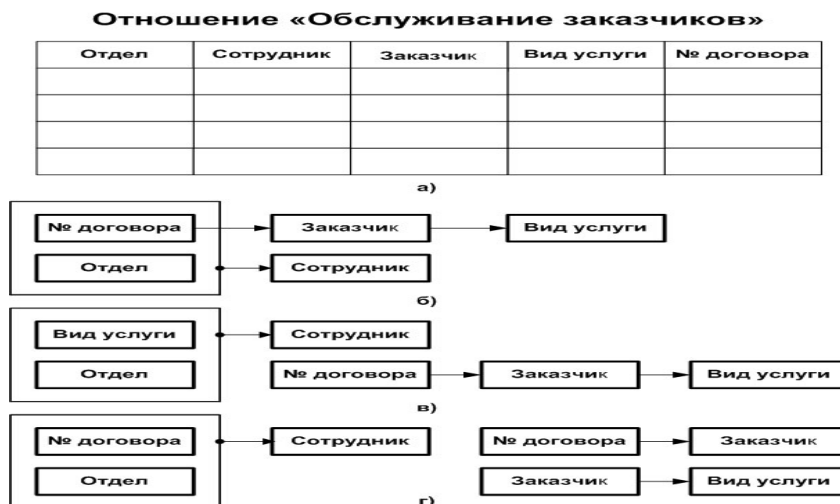 Отношение «Обслуживание заказчиков»
Отдел Сотрудник Заказчик Вид услуги № договора
а)
№ договора Заказчик Вид услуги
Отдел Сотрудник
б)
Вид услуги Сотрудник
Отдел № договора Заказчик Вид услуги
в)
№ договора Сотрудник № договора Заказчик
Отдел Заказчик Вид услуги
г)